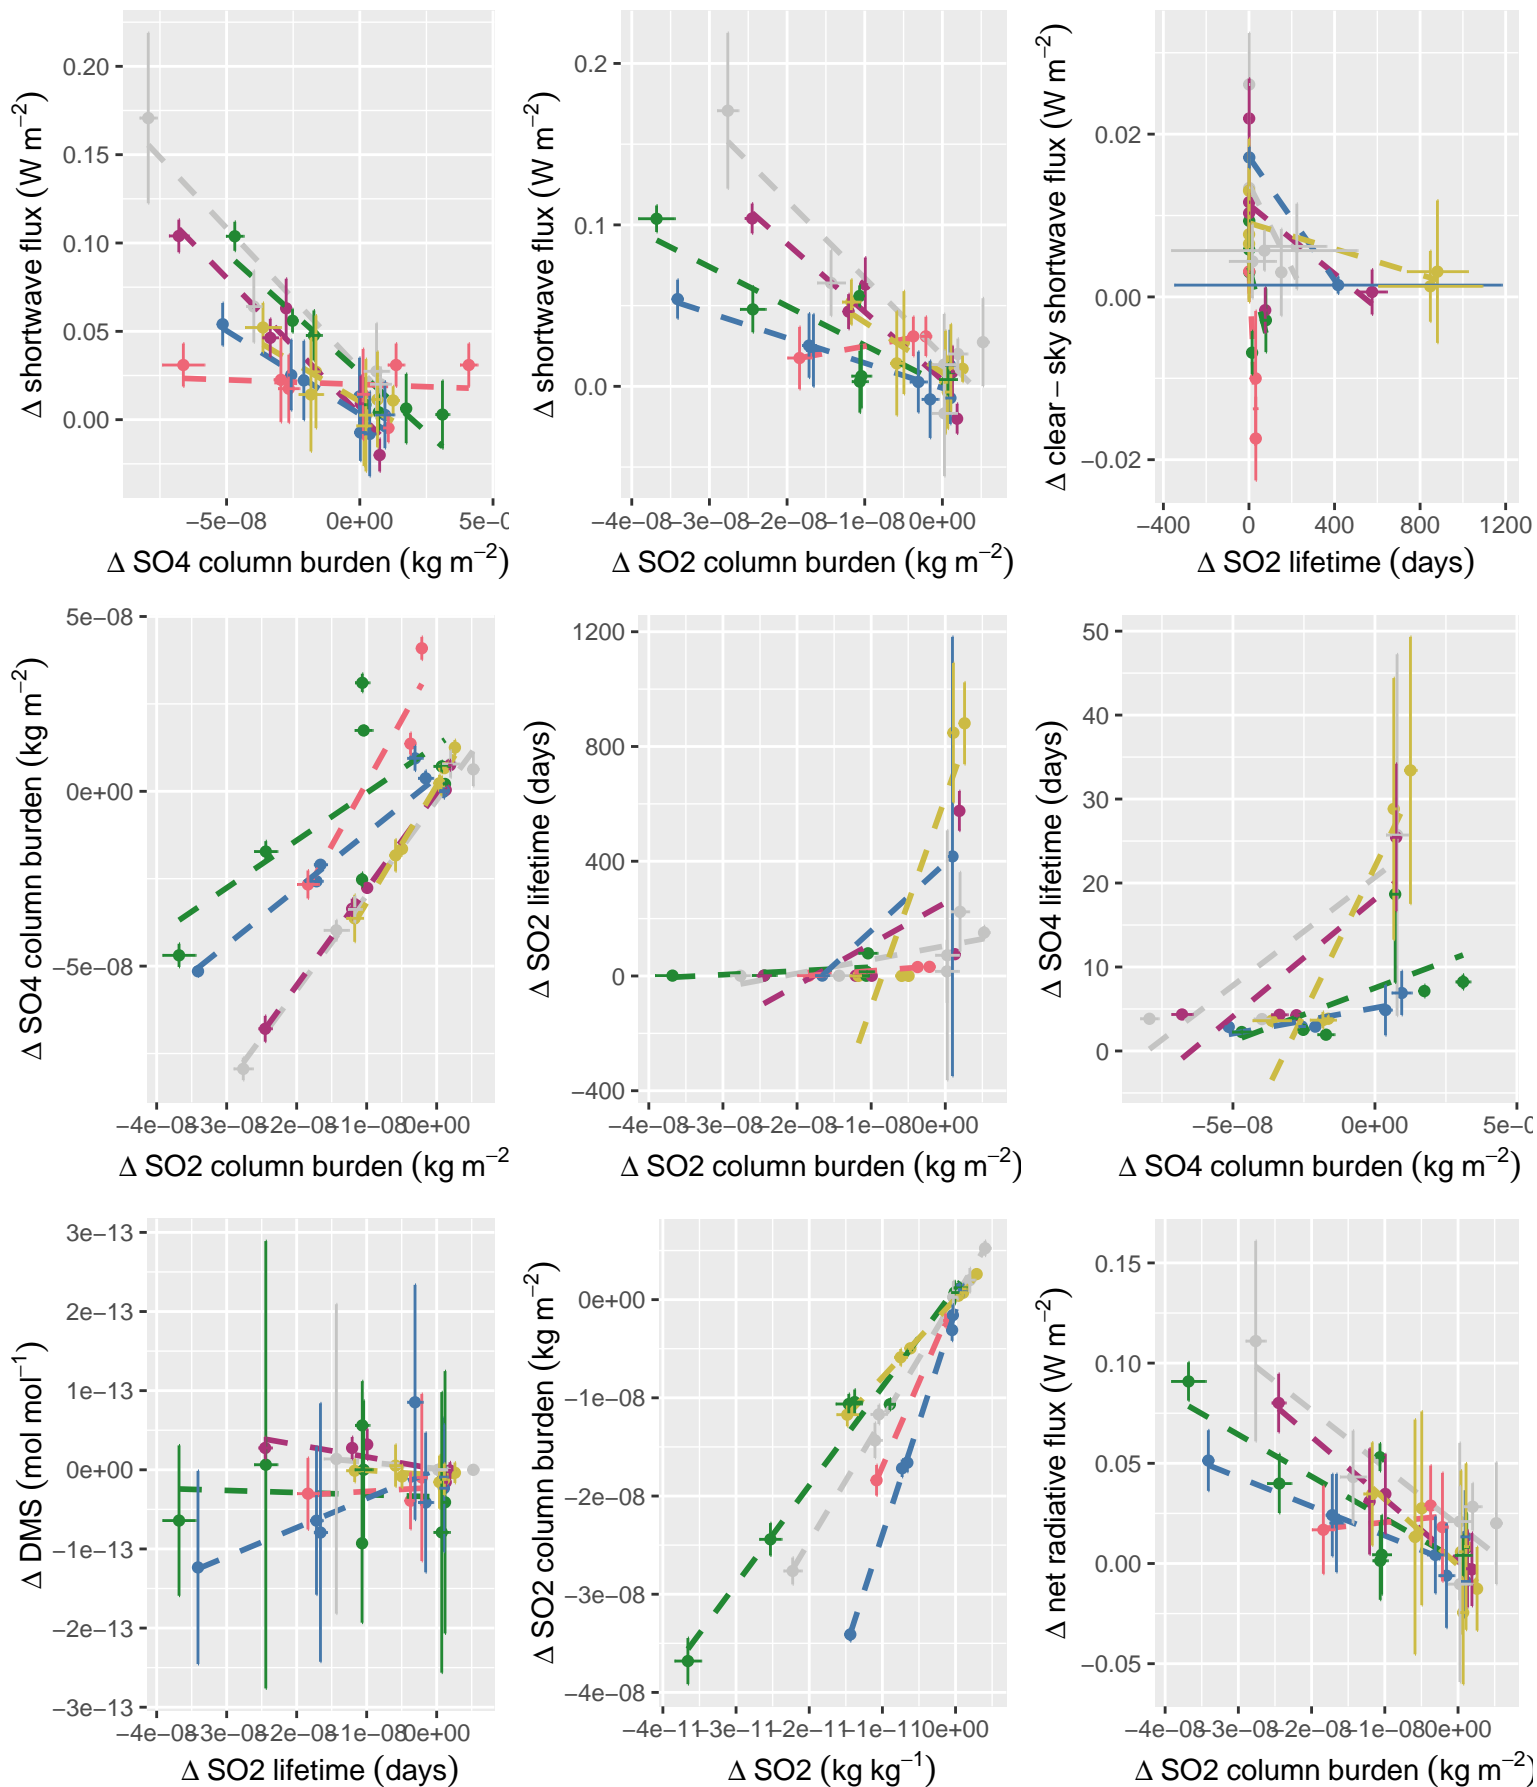 Δ shortwave flux (W m−2)
0.20
0.15
0.10
0.05
0.00
−5e−08 0e+00 5e−0
Δ SO4 column burden (kg m−2)
Δ shortwave flux (W m−2)
0.2
0.1
0.0
−4e−08 −3e−08 −2e−08 −1e−08 0e+00
Δ SO2 column burden (kg m−2)
Δ clear − sky shortwave flux (W m−2)
0.02
0.00
−0.02
−400 0 400 800 1200
Δ SO2 lifetime (days)
Δ SO4 column burden (kg m−2)
5e−08
0e+00
−5e−08
−4e−08 −3e−08 −2e−08 −1e−08 0e+00
Δ SO2 column burden (kg m−2
Δ SO2 lifetime (days)
1200
800
400
0
−400
−4e−08 −3e−08 −2e−08 −1e−08 0e+00
Δ SO2 column burden (kg m−2)
Δ SO4 lifetime (days)
50
40
30
20
10
0
−5e−08 0e+00 5e−0
Δ SO4 column burden (kg m−2)
Δ DMS (mol mol−1)
3e−13
2e−13
1e−13
0e+00
−1e−13
−2e−13
−3e−13
−4e−08 −3e−08 −2e−08 −1e−08 0e+00
Δ SO2 lifetime (days)
Δ SO2 column burden (kg m−2)
0e+00
−1e−08
−2e−08
−3e−08
−4e−08
−4e−11 −3e−11 −2e−11 −1e−11 0e+00
Δ SO2 (kg kg−1)
Δ net radiative flux (W m−2)
0.15
0.10
0.05
0.00
−0.05
−4e−08 −3e−08 −2e−08 −1e−08 0e+00
Δ SO2 column burden (kg m−2)